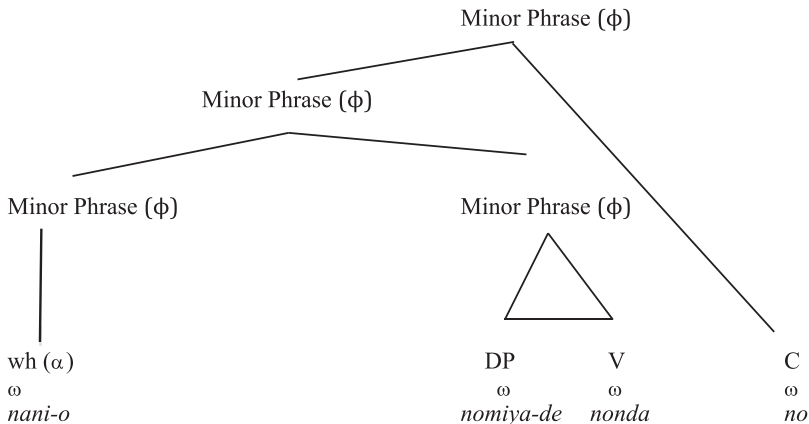 Minor Phrase (ϕ)
Minor Phrase (ϕ)
Minor Phrase (ϕ) Minor Phrase (ϕ)
wh (α) DP V C
ω ω ω ω
nani-o nomiya-de nonda no